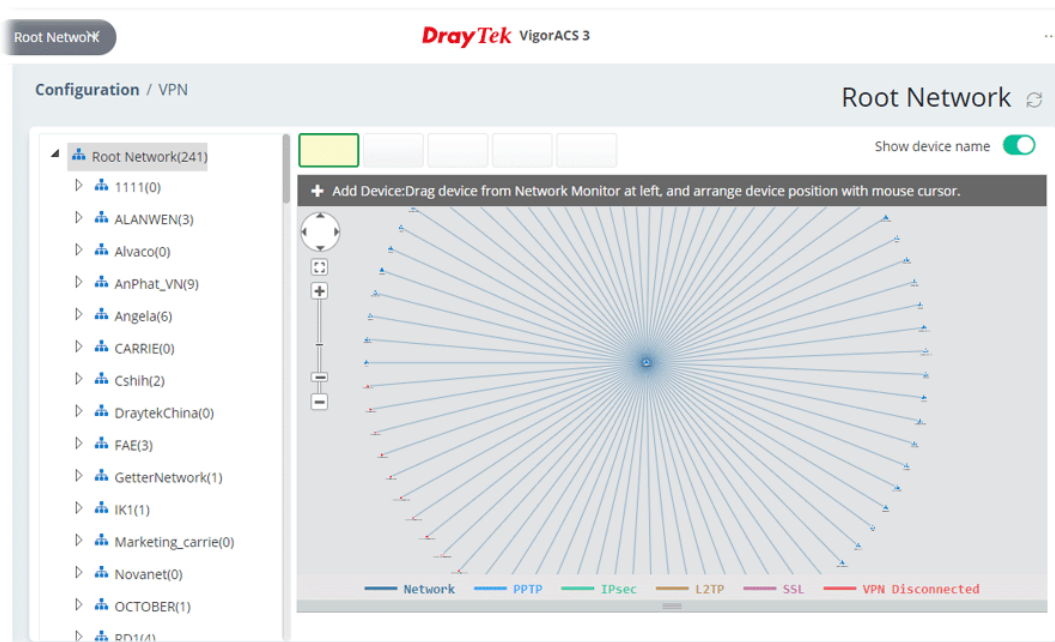 Root Network
DrayTek VigorACS 3
Configuration / VPN
Root Network
Show device name
Root Network(241)
Add Device:Drag device from Network Monitor at left, and arrange device position with mouse cursor.
1111(0)
ALANWEN(3)
Alvaco(0)
AnPhat_VN(9)
Angela(6)
CARRIE(0)
Cshih(2)
DraytekChina(0)
FAE(3)
GetterNetwork(1)
IK1(1)
Marketing_carrie(0)
Novanet(0)
OCTOBER(1)
RD1(4)
Network PPTP IPsec L2TP SSL VPN Disconnected